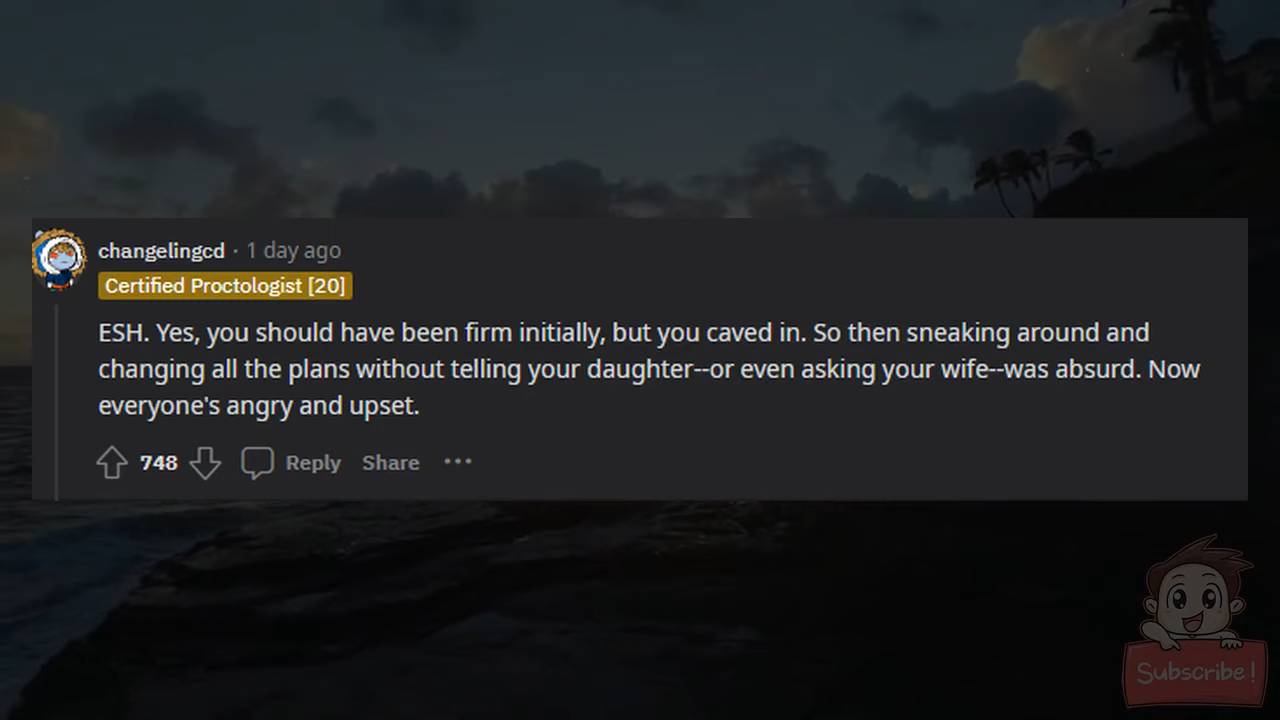 changelingcd · 1 day ago
Certified Proctologist [20]
ESH. Yes, you should have been firm initially, but you caved in. So then sneaking around and
changing all the plans without telling your daughter--or even asking your wife--was absurd. Now
everyone's angry and upset.
748 Reply Share ···
Subscribe!